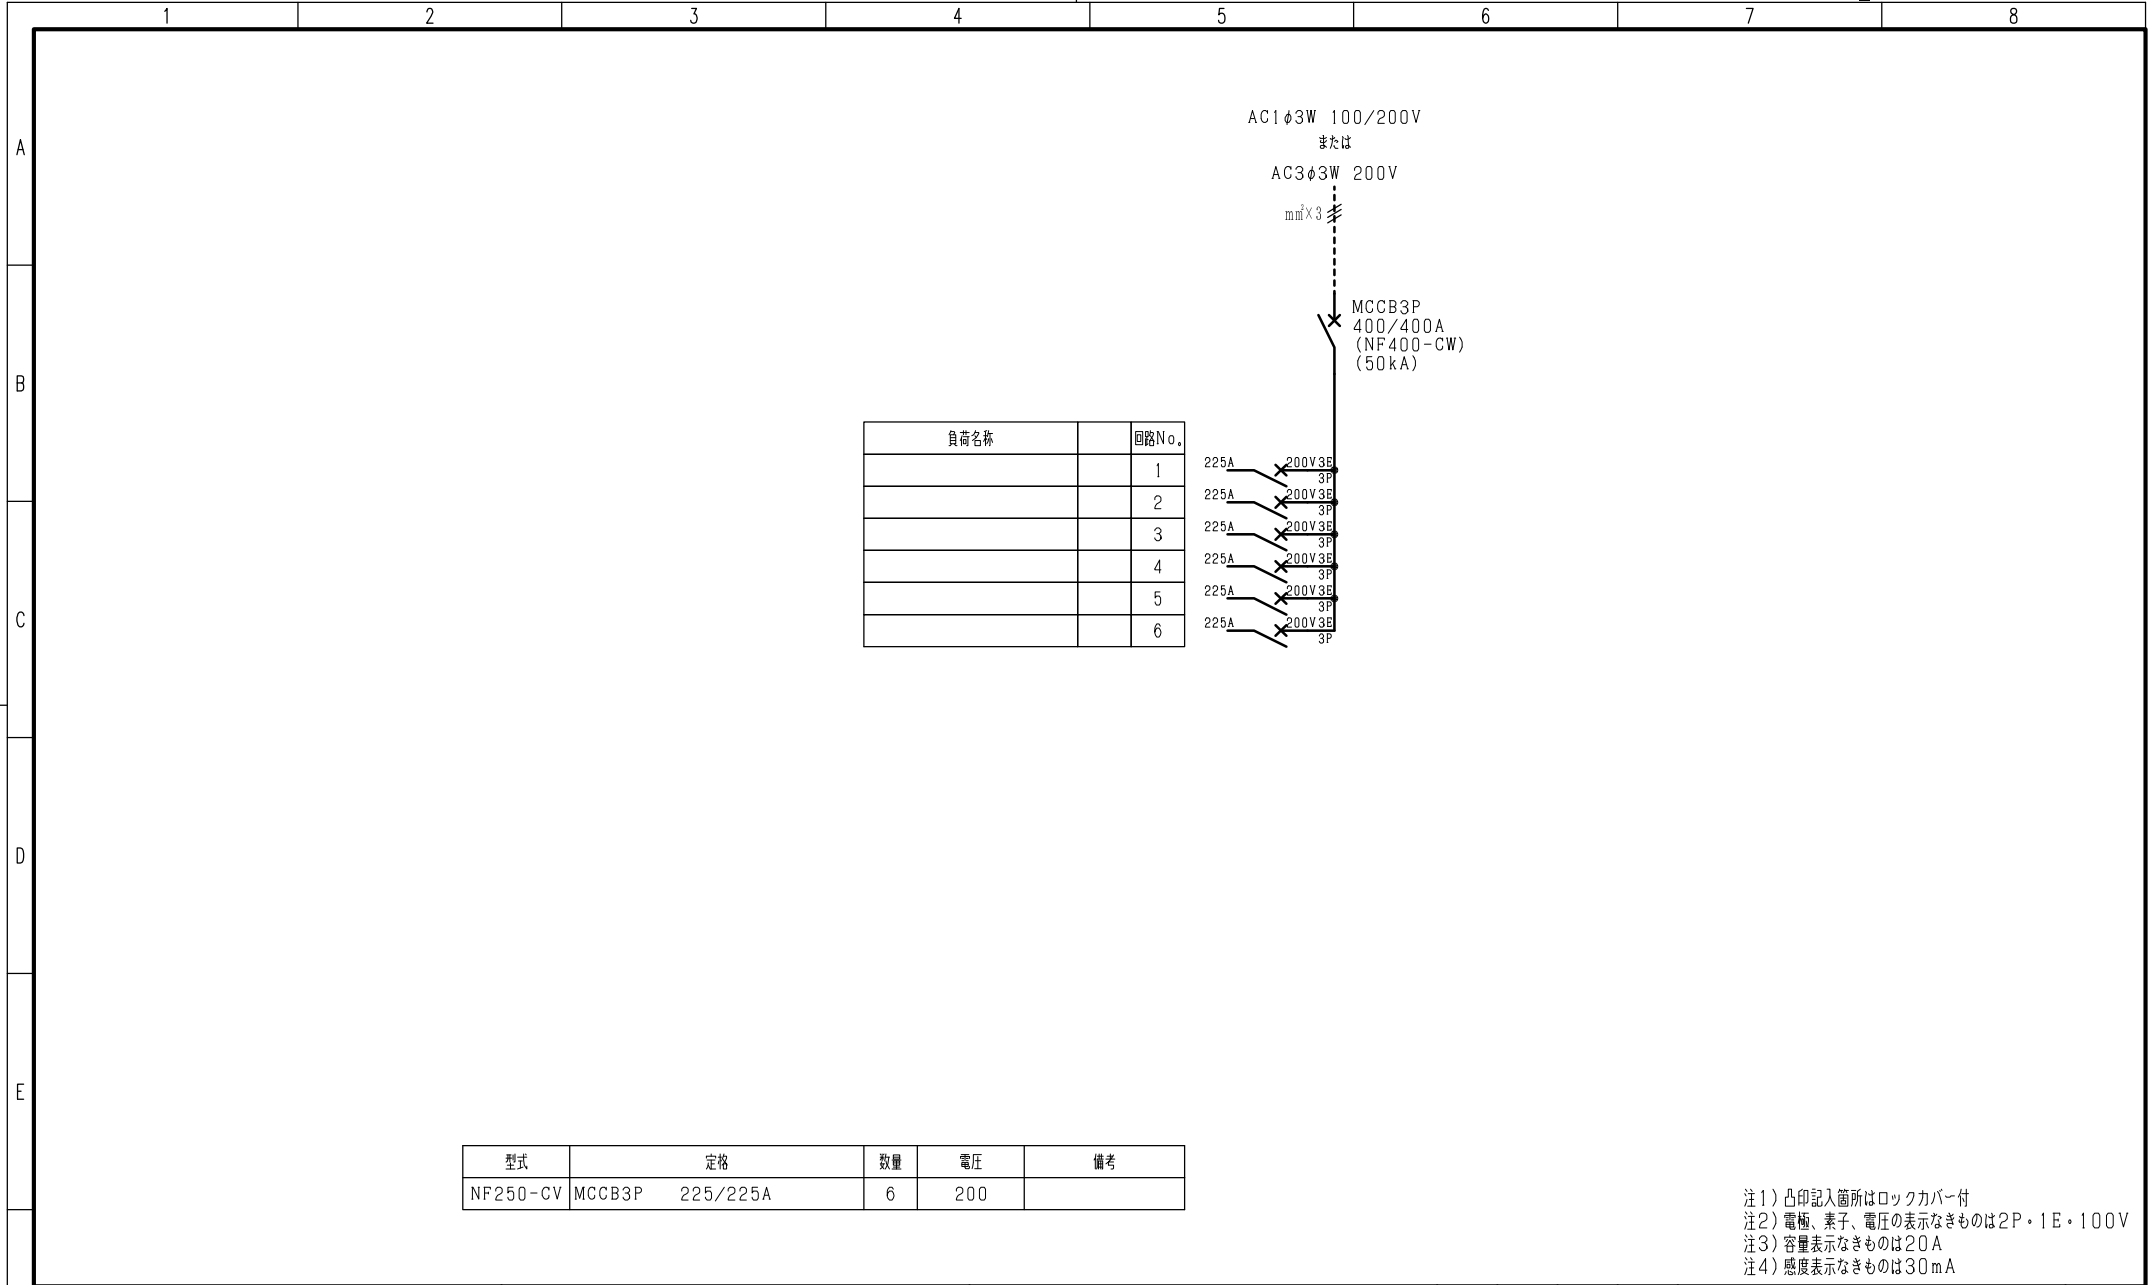 1 2 3 4 5 6 7 8
A
B
C
D
E
AC1φ3W 100/200V
または
AC3φ3W 200V
mm²×3
MCCB3P
400/400A
(NF400-CW)
(50kA)
負荷名称 回路No。
1 225A 200V3E
3P
2 225A 200V3E
3P
3 225A 200V3E
3P
4 225A 200V3E
3P
5 225A 200V3E
3P
6 225A 200V3E
3P
型式 定格 数量 電圧 備考
NF250-CV MCCB3P 225/225A 6 200
注1)凸印記入箇所はロックカバー付
注2)電極、素子、電圧の表示なきものは2P・1E・100V
注3)容量表示なきものは20A
注4)感度表示なきものは30mA